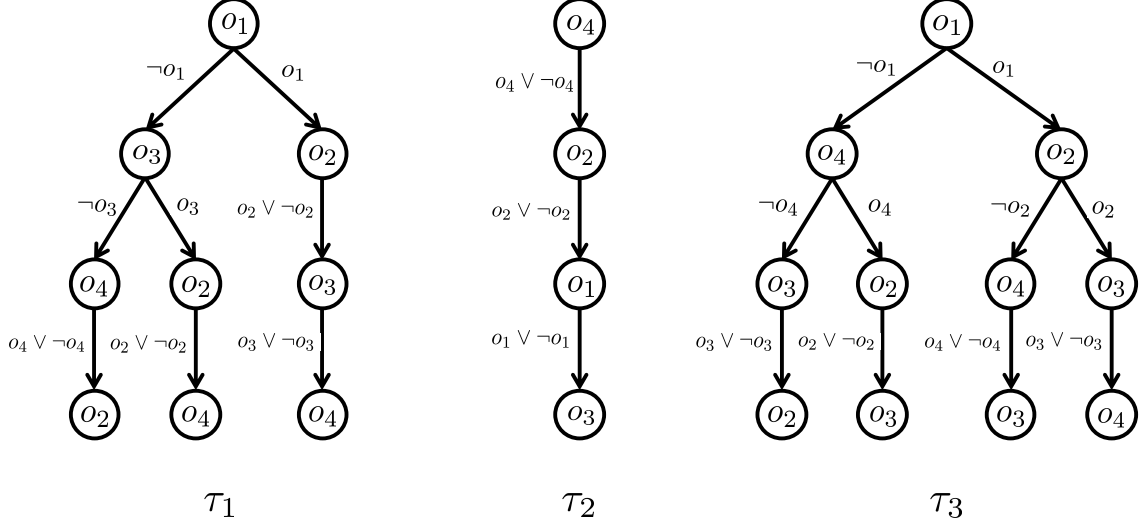 o₁ o₄ o₁
¬o₁ o₁ o₄ ∨ ¬o₄ ¬o₁ o₁
o₃ o₂ o₂ o₄ o₂
¬o₃ o₃ o₂ ∨ ¬o₂ o₂ ∨ ¬o₂ ¬o₄ o₄ ¬o₂ o₂
o₄ o₂ o₃ o₁ o₃ o₂ o₄ o₃
o₄ ∨ ¬o₄ o₂ ∨ ¬o₂ o₃ ∨ ¬o₃ o₁ ∨ ¬o₁ o₃ ∨ ¬o₃ o₂ ∨ ¬o₂ o₄ ∨ ¬o₄ o₃ ∨ ¬o₃
o₂ o₄ o₄ o₃ o₂ o₃ o₃ o₄
τ₁ τ₂ τ₃